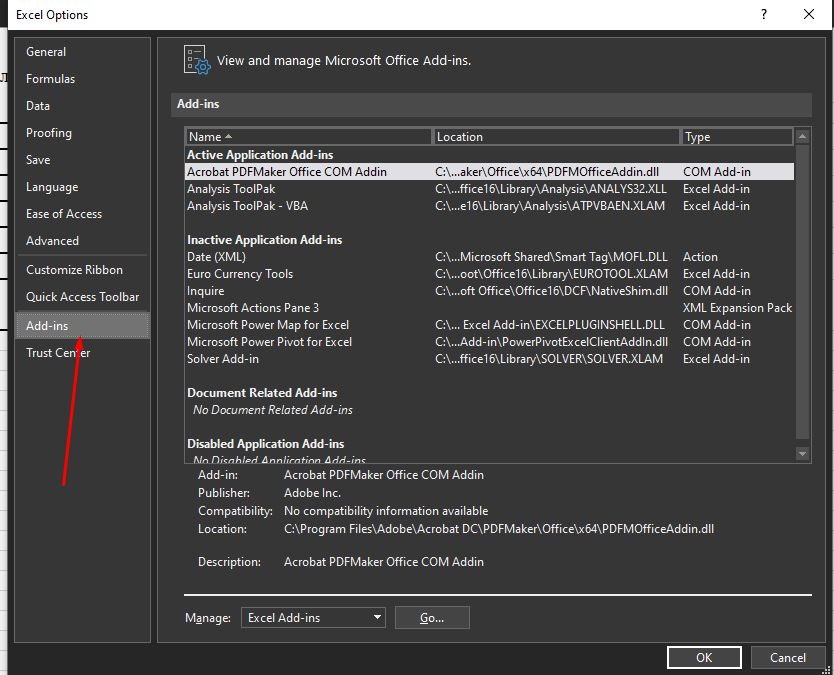 Excel Options
?
General
Formulas
Data
Proofing
Save
Language
Ease of Access
Advanced
Customize Ribbon
Quick Access Toolbar
Add-ins
Trust Center
View and manage Microsoft Office Add-ins.
Add-ins
Name Location Type
Active Application Add-ins
Acrobat PDFMaker Office COM Addin C:\...aker\Office\x64\PDFMOfficeAddin.dll COM Add-in
Analysis ToolPak C:\...ffice16\Library\Analysis\ANALYS32.XLL Excel Add-in
Analysis ToolPak - VBA C:\...e16\Library\Analysis\ATPVBAEN.XLAM Excel Add-in
Inactive Application Add-ins
Date (XML) C:\...Microsoft Shared\Smart Tag\MOFL.DLL Action
Euro Currency Tools C:\...oot\Office16\Library\EUROTOOL.XLAM Excel Add-in
Inquire C:\...oft Office\Office16\DCF\NativeShim.dll COM Add-in
Microsoft Actions Pane 3 XML Expansion Pack
Microsoft Power Map for Excel C:\... Excel Add-in\EXCELPLUGINSHELL.DLL COM Add-in
Microsoft Power Pivot for Excel C:\...Add-in\PowerPivotExcelClientAddIn.dll COM Add-in
Solver Add-in C:\...ffice16\Library\SOLVER\SOLVER.XLAM Excel Add-in
Document Related Add-ins
No Document Related Add-ins
Disabled Application Add-ins
No Disabled Application Add-ins
Add-in: Acrobat PDFMaker Office COM Addin
Publisher: Adobe Inc.
Compatibility: No compatibility information available
Location: C:\Program Files\Adobe\Acrobat DC\PDFMaker\Office\x64\PDFMOfficeAddin.dll
Description: Acrobat PDFMaker Office COM Addin
Manage: Excel Add-ins Go...
OK Cancel